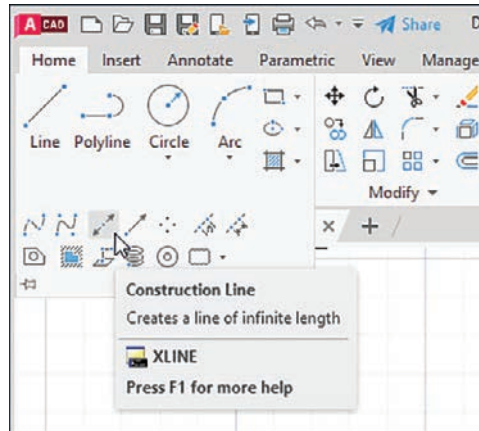 A CAD Share D
Home Insert Annotate Parametric View Manage
Line Polyline Circle Arc
Modify
Construction Line
Creates a line of infinite length
XLINE
Press F1 for more help